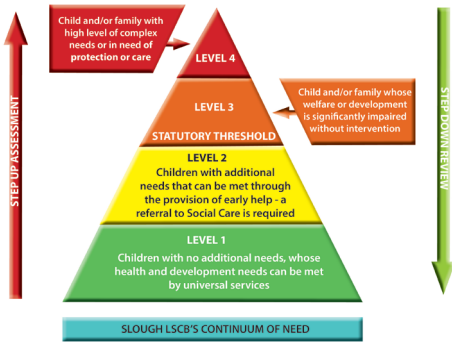 Child and/or family with
high level of complex
needs or in need of
protection or care
LEVEL 4
LEVEL 3
STATUTORY THRESHOLD
Child and/or family whose
welfare or development
is significantly impaired
without intervention
LEVEL 2
Children with additional
needs that can be met through
the provision of early help - a
referral to Social Care is required
LEVEL 1
Children with no additional needs, whose
health and development needs can be met
by universal services
STEP UP ASSESSMENT
STEP DOWN REVIEW
SLOUGH LSCB'S CONTINUUM OF NEED